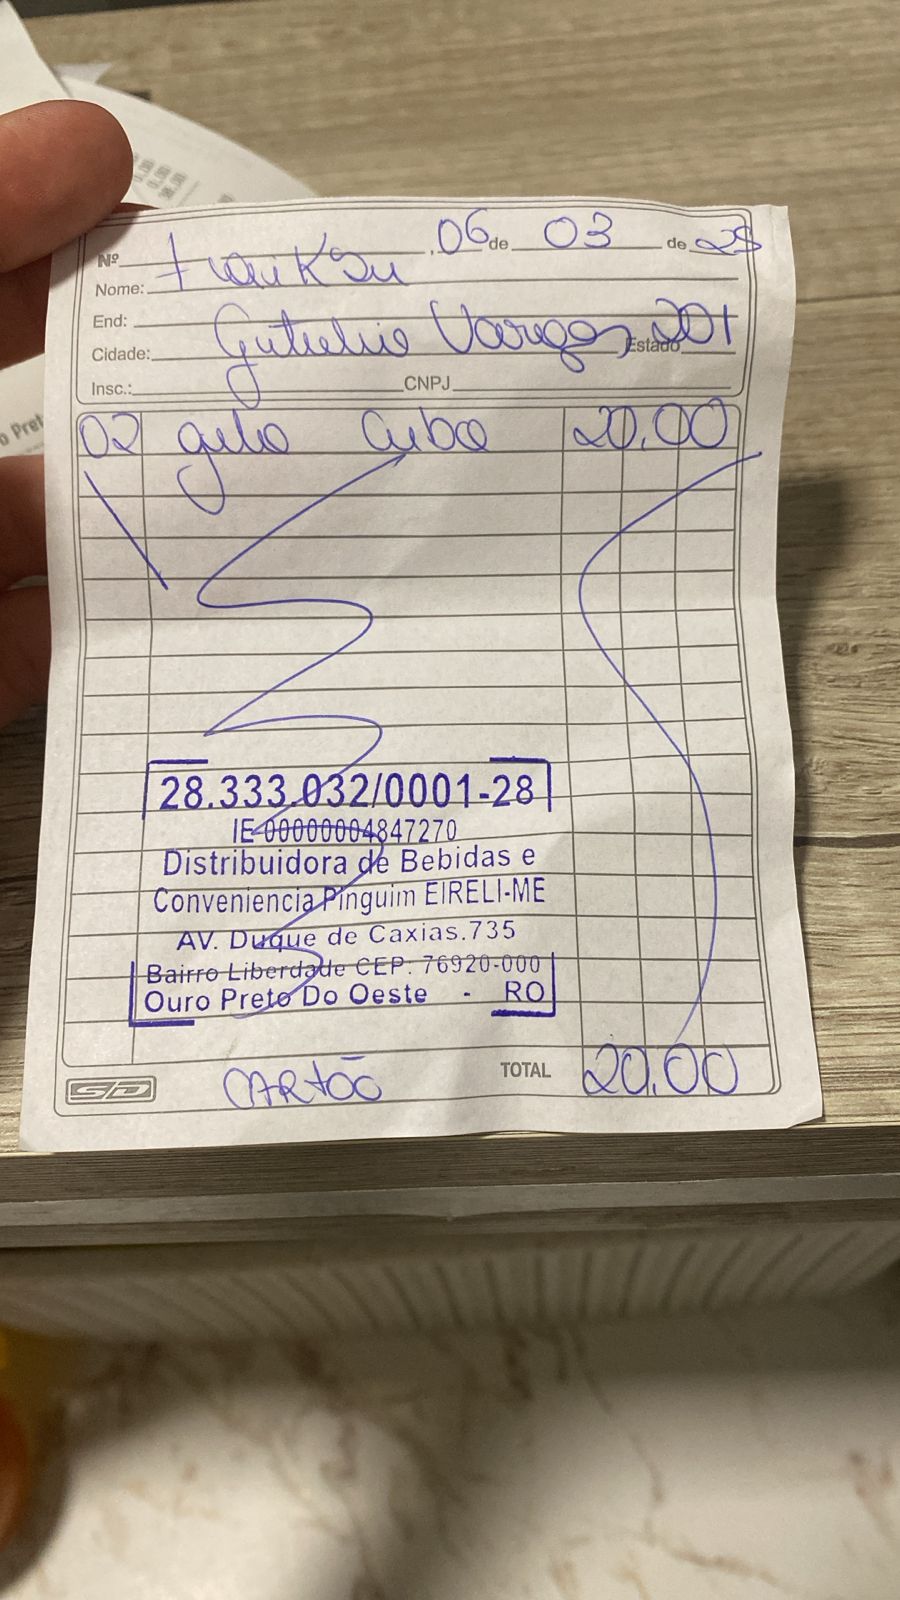 Nº , 06 de 03 de 25
Nome:
End:
Getulio Vargas, 201
Cidade: Estado
Insc.: CNPJ
02 gelo Cubo 20,00
28.333.032/0001-28
IE 00000004847270
Distribuidora de Bebidas e
Conveniencia Pinguim EIRELI-ME
AV. Duque de Caxias.735
Bairro Liberdade CEP: 76920-000
Ouro Preto Do Oeste - RO
SD CARTÃO TOTAL 20,00